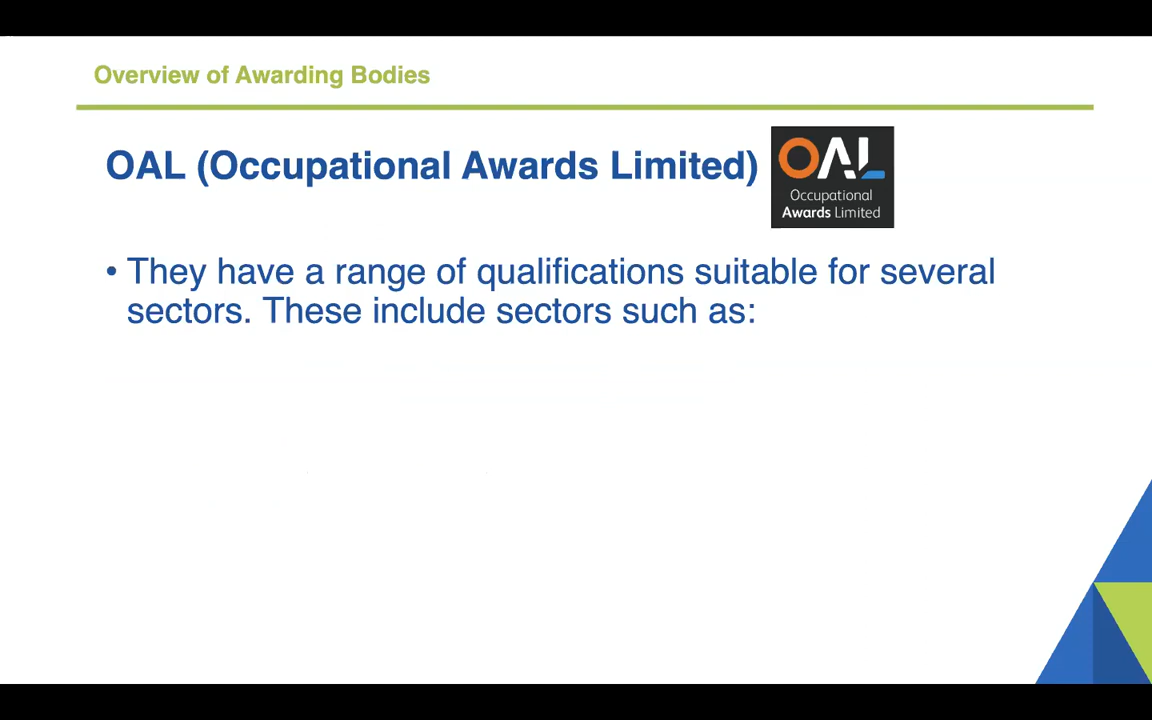 Overview of Awarding Bodies
OAL (Occupational Awards Limited)
OAL
Occupational
Awards Limited
• They have a range of qualifications suitable for several
sectors. These include sectors such as: